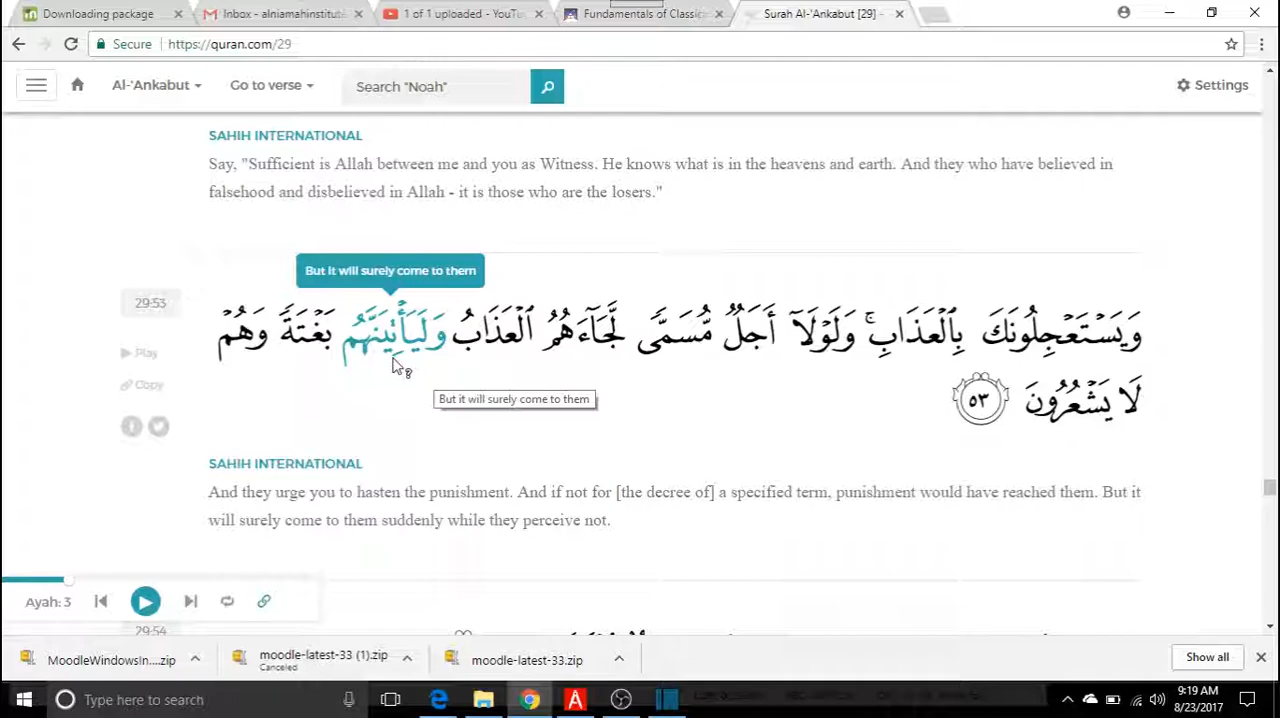 Downloading package
Inbox - alniamahinstitute
1 of 1 uploaded - YouTu
Fundamentals of Classic
Surah Al-'Ankabut [29] -
Secure
https://quran.com/29
Al-'Ankabut
Go to verse
Search "Noah"
Settings
SAHIH INTERNATIONAL
Say, "Sufficient is Allah between me and you as Witness. He knows what is in the heavens and earth. And they who have believed in
falsehood and disbelieved in Allah - it is those who are the losers."
But it will surely come to them
29:53
وَيَسْتَعْجِلُونَكَ بِٱلْعَذَابِ ۚ وَلَوْلَآ أَجَلٌ مُّسَمًّى لَّجَآءَهُمُ ٱلْعَذَابُ وَلَيَأْتِيَنَّهُم بَغْتَةً وَهُمْ
لَا يَشْعُرُونَ ٥٣
Play
Copy
But it will surely come to them
SAHIH INTERNATIONAL
And they urge you to hasten the punishment. And if not for [the decree of] a specified term, punishment would have reached them. But it
will surely come to them suddenly while they perceive not.
Ayah: 3
29:54
MoodleWindowsIn....zip
moodle-latest-33 (1).zip
Canceled
moodle-latest-33.zip
Show all
Type here to search
9:19 AM
8/23/2017